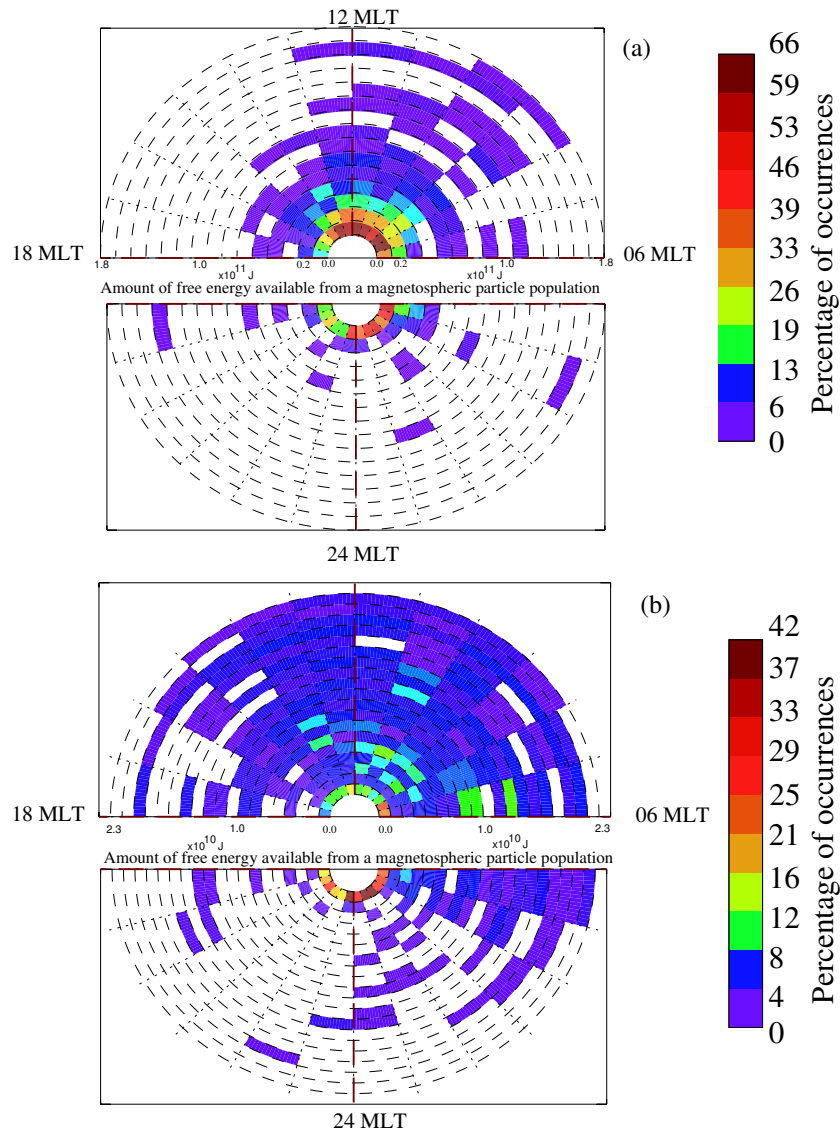 12 MLT
(a)
18 MLT
06 MLT
1.8 1.0 0.2 0.0 0.0 0.2 1.0 1.8
x10¹¹ J x10¹¹ J
Amount of free energy available from a magnetospheric particle population
24 MLT
66
59
53
46
39
33
26
19
13
6
0
Percentage of occurrences
(b)
18 MLT
06 MLT
2.3 1.0 0.0 0.0 1.0 2.3
x10¹⁰ J x10¹⁰ J
Amount of free energy available from a magnetospheric particle population
24 MLT
42
37
33
29
25
21
16
12
8
4
0
Percentage of occurrences